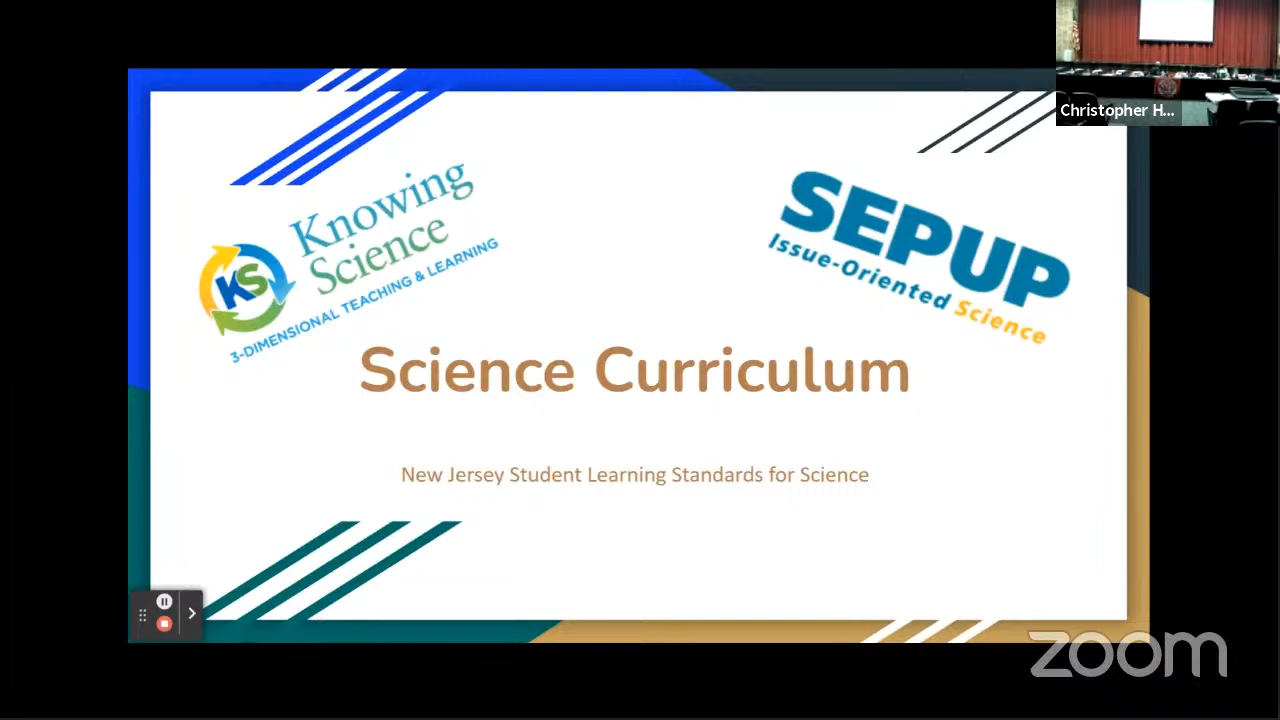 Christopher H...
Knowing
Science
KS
3-DIMENSIONAL TEACHING & LEARNING
SEPUP
Issue-Oriented Science
Science Curriculum
New Jersey Student Learning Standards for Science
zoom